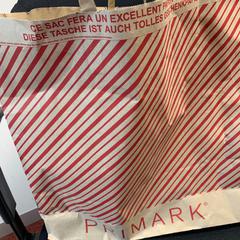 CE SAC FERA UN EXCELLENT
DIESE TASCHE IST AUCH TOLLES
PRIMARK®